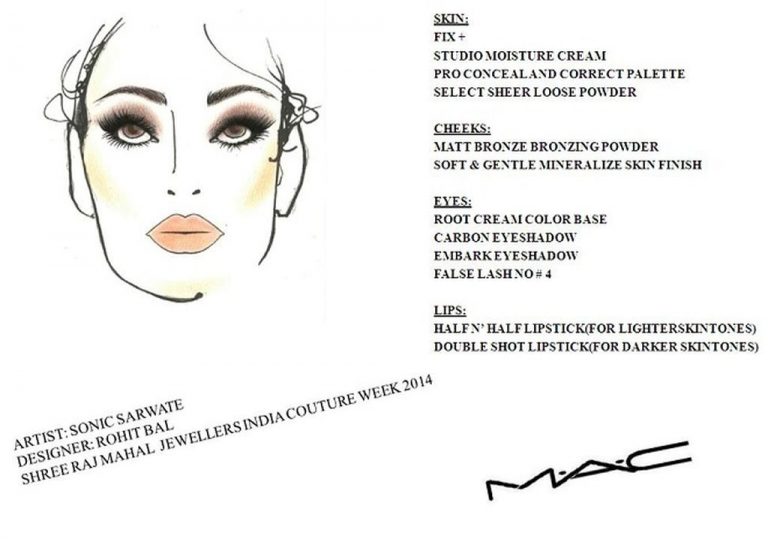 SKIN:
FIX +
STUDIO MOISTURE CREAM
PRO CONCEAL AND CORRECT PALETTE
SELECT SHEER LOOSE POWDER
CHEEKS:
MATT BRONZE BRONZING POWDER
SOFT & GENTLE MINERALIZE SKIN FINISH
EYES:
ROOT CREAM COLOR BASE
CARBON EYESHADOW
EMBARK EYESHADOW
FALSE LASH NO # 4
LIPS:
HALF N' HALF LIPSTICK(FOR LIGHTERSKINTONES)
DOUBLE SHOT LIPSTICK(FOR DARKER SKINTONES)
ARTIST: SONIC SARWATE
DESIGNER: ROHIT BAL
SHREE RAJ MAHAL JEWELLERS INDIA COUTURE WEEK 2014
M·A·C